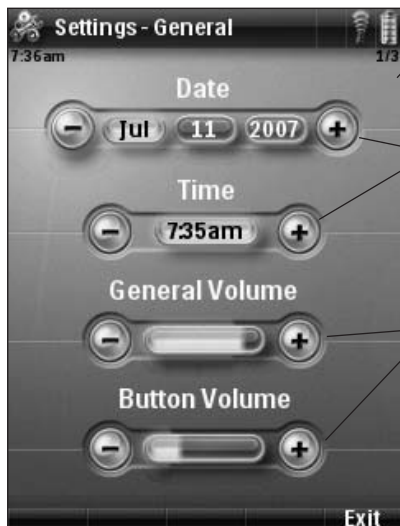 Settings - General
7:36am 1/3
Date
- Jul 11 2007 +
Time
- 7:35am +
General Volume
- +
Button Volume
- +
Exit